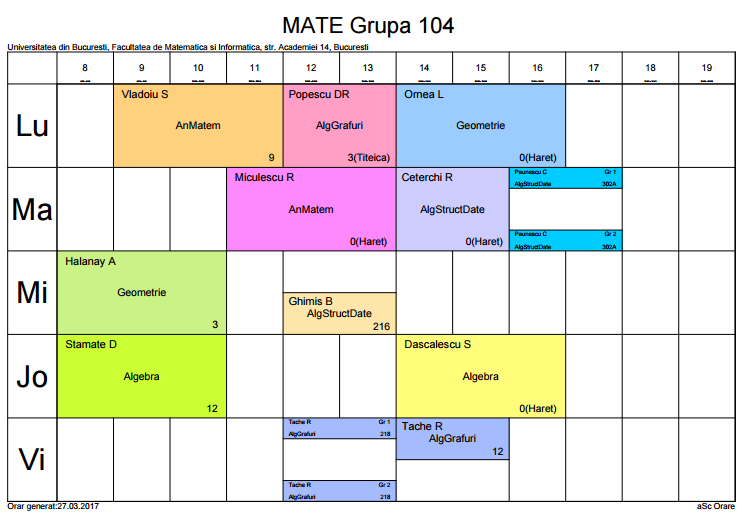 MATE Grupa 104
Universitatea din Bucuresti, Facultatea de Matematica si Informatica, str. Academiei 14, Bucuresti
8 9 10 11 12 13 14 15 16 17 18 19
Lu
Vladoiu S
AnMatem
9
Popescu DR
AlgGrafuri
3(Titeica)
Ornea L
Geometrie
0(Haret)
Ma
Miculescu R
AnMatem
0(Haret)
Ceterchi R
AlgStructDate
0(Haret)
Paunescu C Gr 1
AlgStructDate 302A
Paunescu C Gr 2
AlgStructDate 302A
Mi
Halanay A
Geometrie
3
Ghimis B
AlgStructDate
216
Jo
Stamate D
Algebra
12
Dascalescu S
Algebra
0(Haret)
Vi
Tache R Gr 1
AlgGrafuri 218
Tache R Gr 2
AlgGrafuri 218
Tache R
AlgGrafuri
12
Orar generat:27.03.2017
aSc Orare